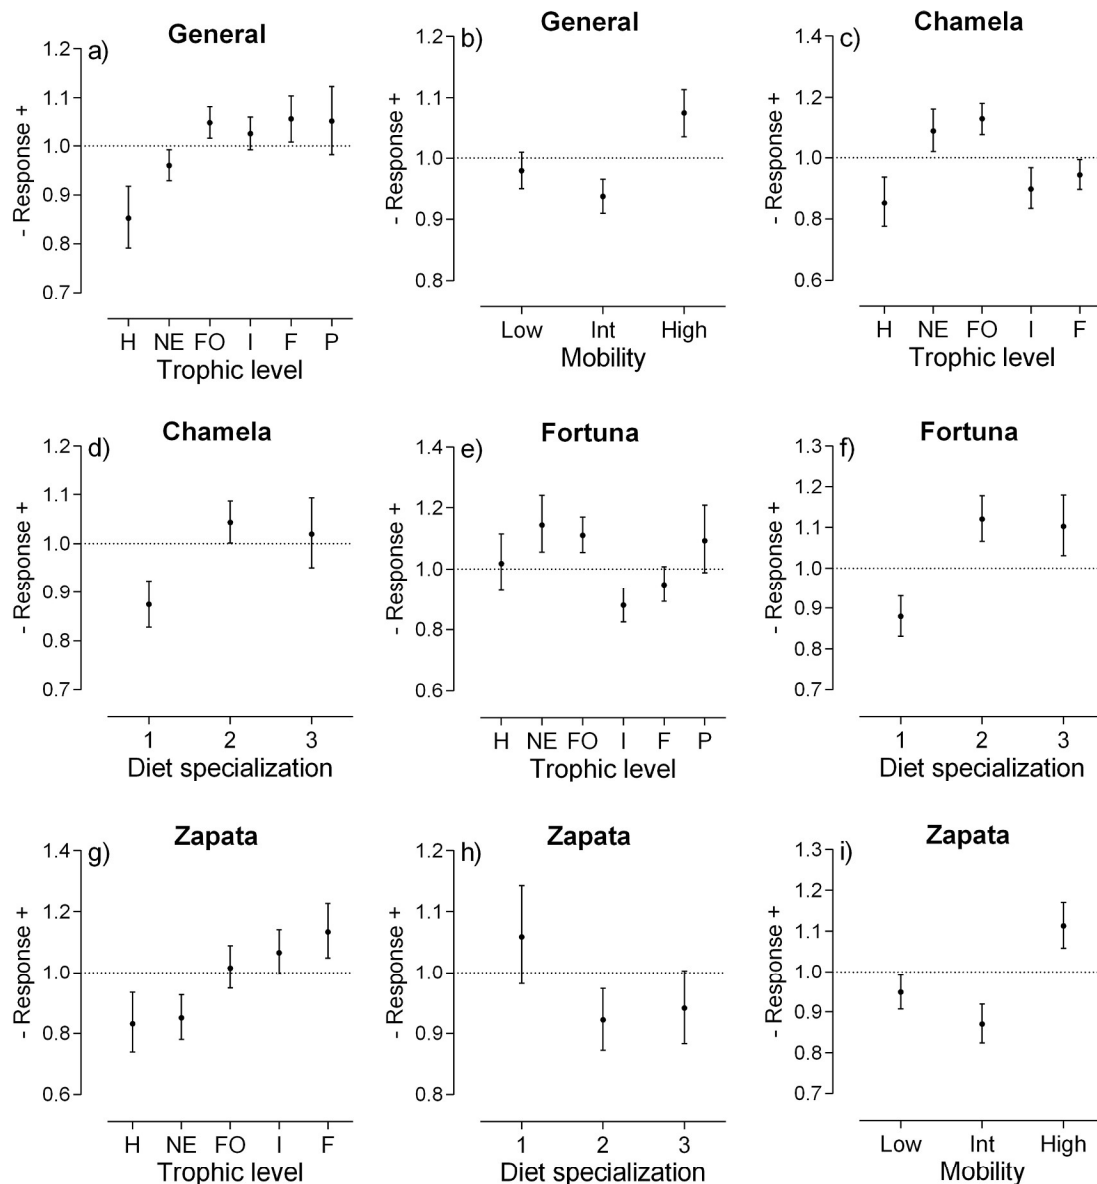 General
a)
1.2
1.1
1.0
0.9
0.8
0.7
- Response +
H NE FO I F P
Trophic level
General
b)
1.2
1.1
1.0
0.9
0.8
- Response +
Low Int High
Mobility
Chamela
c)
1.4
1.2
1.0
0.8
0.6
- Response +
H NE FO I F
Trophic level
Chamela
d)
1.2
1.1
1.0
0.9
0.8
0.7
- Response +
1 2 3
Diet specialization
Fortuna
e)
1.4
1.2
1.0
0.8
0.6
- Response +
H NE FO I F P
Trophic level
Fortuna
f)
1.3
1.2
1.1
1.0
0.9
0.8
0.7
- Response +
1 2 3
Diet specialization
Zapata
g)
1.4
1.2
1.0
0.8
0.6
- Response +
H NE FO I F
Trophic level
Zapata
h)
1.2
1.1
1.0
0.9
0.8
- Response +
1 2 3
Diet specialization
Zapata
i)
1.3
1.2
1.1
1.0
0.9
0.8
0.7
- Response +
Low Int High
Mobility